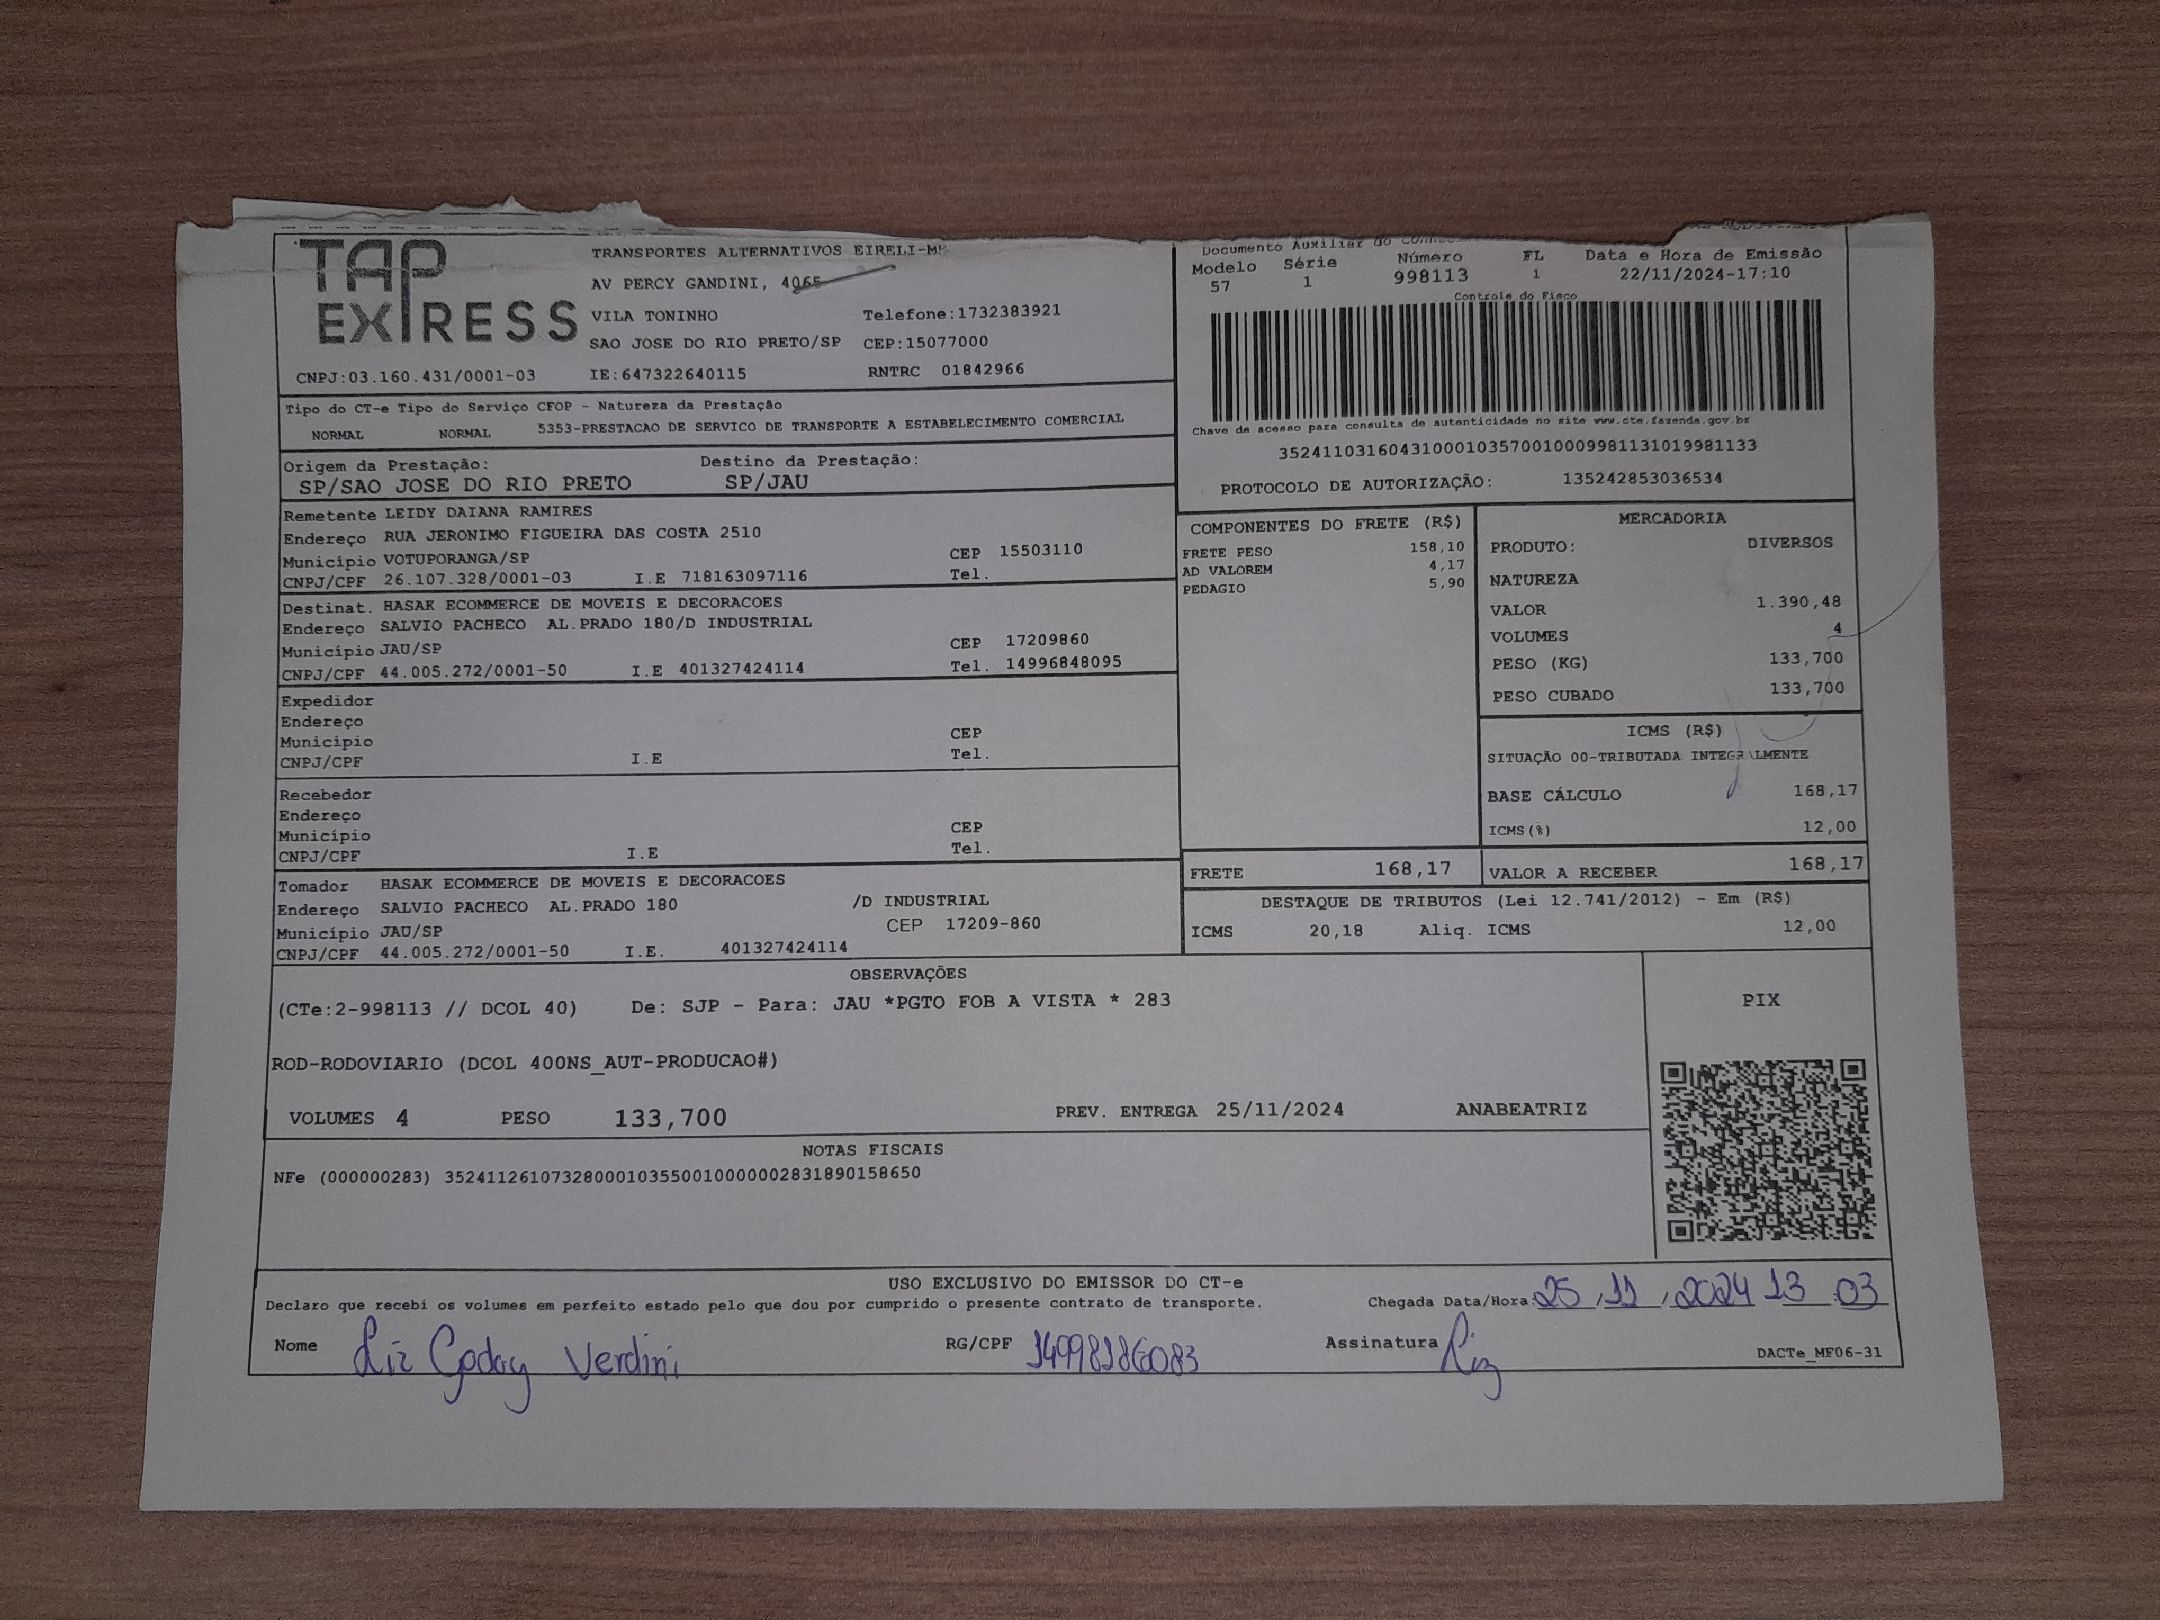 TAP EXPRESS
TRANSPORTES ALTERNATIVOS EIRELI-M
AV PERCY GANDINI, 4065
VILA TONINHO Telefone:1732383921
SAO JOSE DO RIO PRETO/SP CEP:15077000
CNPJ:03.160.431/0001-03 IE:647322640115 RNTRC 01842966
Documento Auxiliar do
Modelo Série Número FL Data e Hora de Emissão
57 1 998113 1 22/11/2024-17:10
Controle do Fisco
Chave de acesso para consulta de autenticidade no site www.cte.fazenda.gov.br
35241103160431000103570010009981131019981133
PROTOCOLO DE AUTORIZAÇÃO: 135242853036534
Tipo do CT-e Tipo do Serviço CFOP - Natureza da Prestação
NORMAL NORMAL 5353-PRESTACAO DE SERVICO DE TRANSPORTE A ESTABELECIMENTO COMERCIAL
Origem da Prestação: Destino da Prestação:
SP/SAO JOSE DO RIO PRETO SP/JAU
Remetente LEIDY DAIANA RAMIRES
Endereço RUA JERONIMO FIGUEIRA DAS COSTA 2510
Município VOTUPORANGA/SP CEP 15503110
CNPJ/CPF 26.107.328/0001-03 I.E 718163097116 Tel.
Destinat. HASAK ECOMMERCE DE MOVEIS E DECORACOES
Endereço SALVIO PACHECO AL.PRADO 180/D INDUSTRIAL
Município JAU/SP CEP 17209860
CNPJ/CPF 44.005.272/0001-50 I.E 401327424114 Tel. 14996848095
Expedidor
Endereço
Município CEP
CNPJ/CPF I.E Tel.
Recebedor
Endereço
Município CEP
CNPJ/CPF I.E Tel.
Tomador HASAK ECOMMERCE DE MOVEIS E DECORACOES
Endereço SALVIO PACHECO AL.PRADO 180 /D INDUSTRIAL
Município JAU/SP CEP 17209-860
CNPJ/CPF 44.005.272/0001-50 I.E. 401327424114
COMPONENTES DO FRETE (R$)
FRETE PESO 158,10
AD VALOREM 4,17
PEDAGIO 5,90
MERCADORIA
PRODUTO: DIVERSOS
NATUREZA
VALOR 1.390,48
VOLUMES 4
PESO (KG) 133,700
PESO CUBADO 133,700
ICMS (R$)
SITUAÇÃO 00-TRIBUTADA INTEGRALMENTE
BASE CÁLCULO 168,17
ICMS(%) 12,00
FRETE 168,17 VALOR A RECEBER 168,17
DESTAQUE DE TRIBUTOS (Lei 12.741/2012) - Em (R$)
ICMS 20,18 Aliq. ICMS 12,00
OBSERVAÇÕES
(CTe:2-998113 // DCOL 40) De: SJP - Para: JAU *PGTO FOB A VISTA * 283
ROD-RODOVIARIO (DCOL 400NS_AUT-PRODUCAO#)
VOLUMES 4 PESO 133,700 PREV. ENTREGA 25/11/2024 ANABEATRIZ
PIX
NOTAS FISCAIS
NFe (000000283) 35241126107328000103550010000002831890158650
USO EXCLUSIVO DO EMISSOR DO CT-e
Declaro que recebi os volumes em perfeito estado pelo que dou por cumprido o presente contrato de transporte. Chegada Data/Hora: 25 /11 /2024 13 :03
Nome Liz Godoy Verdini RG/CPF 14998186083 Assinatura Liz
DACTe_MF06-31